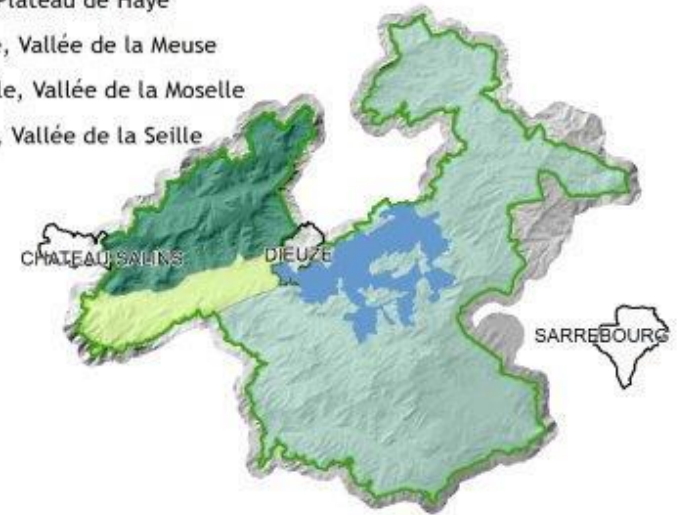 Plateau de Haye
, Vallée de la Meuse
le, Vallée de la Moselle
, Vallée de la Seille
CHATEAU-SALINS
DIEUZE
SARREBOURG